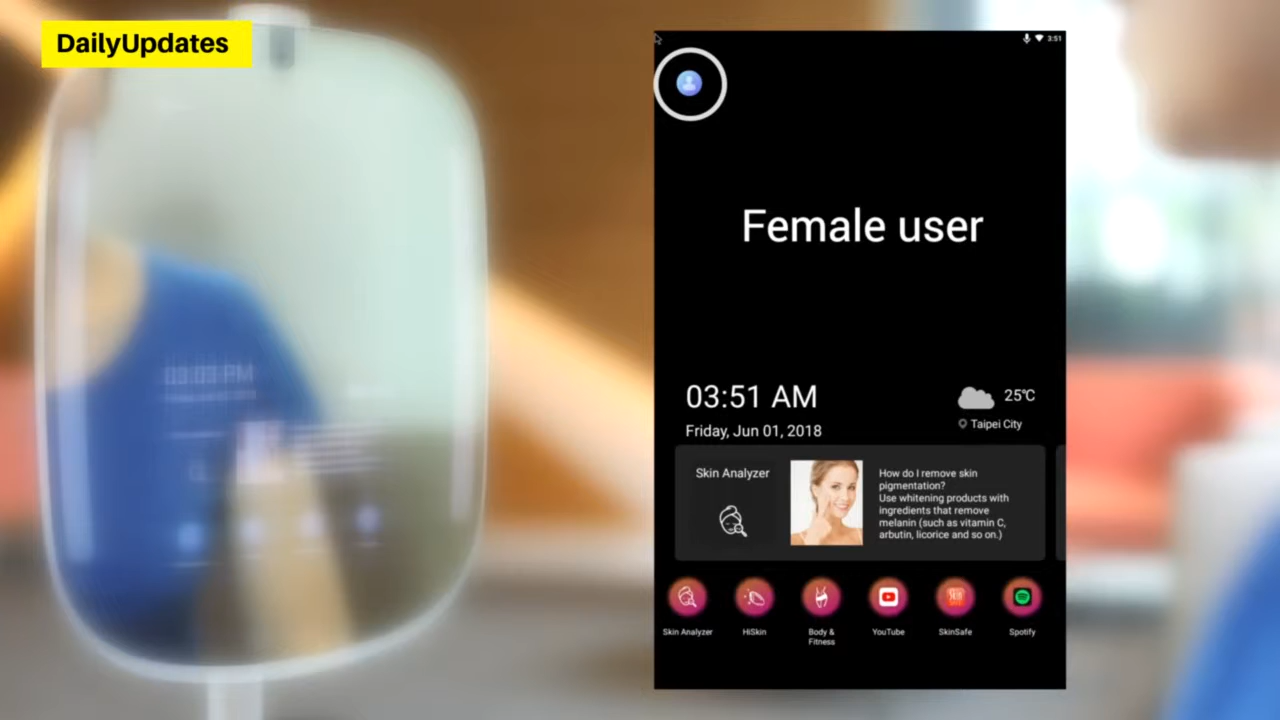 DailyUpdates
3:51
Female user
03:51 AM
25°C
Friday, Jun 01, 2018
Taipei City
Skin Analyzer
How do I remove skin
pigmentation?
Use whitening products with
ingredients that remove
melanin (such as vitamin C,
arbutin, licorice and so on.)
Skin Analyzer
HiSkin
Body &
Fitness
YouTube
SkinSafe
Spotify